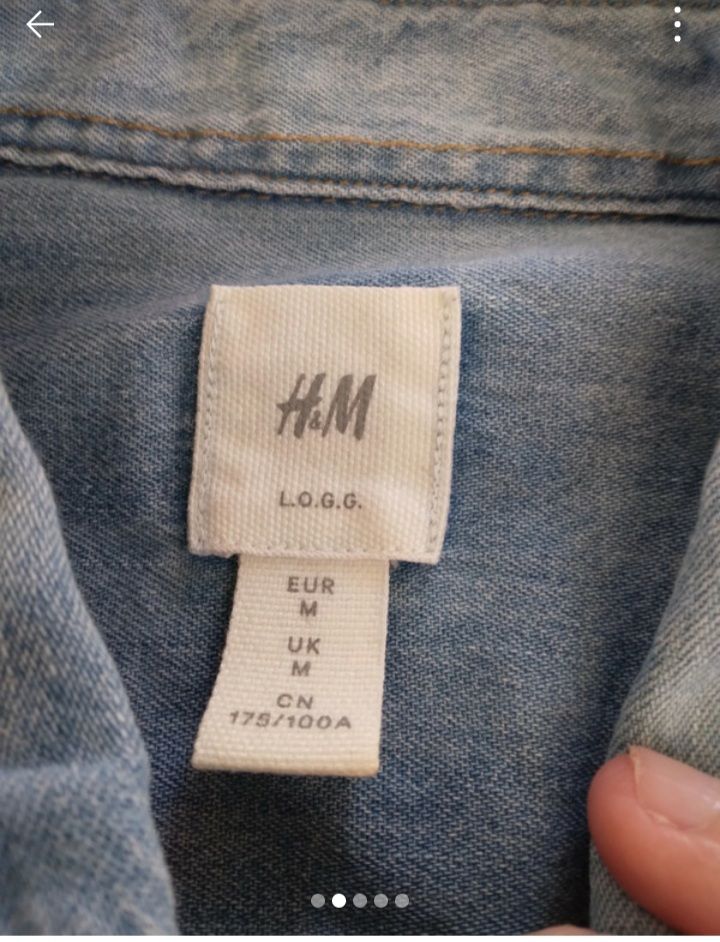 H&M
L.O.G.G.
EUR
M
UK
M
CN
175/100A